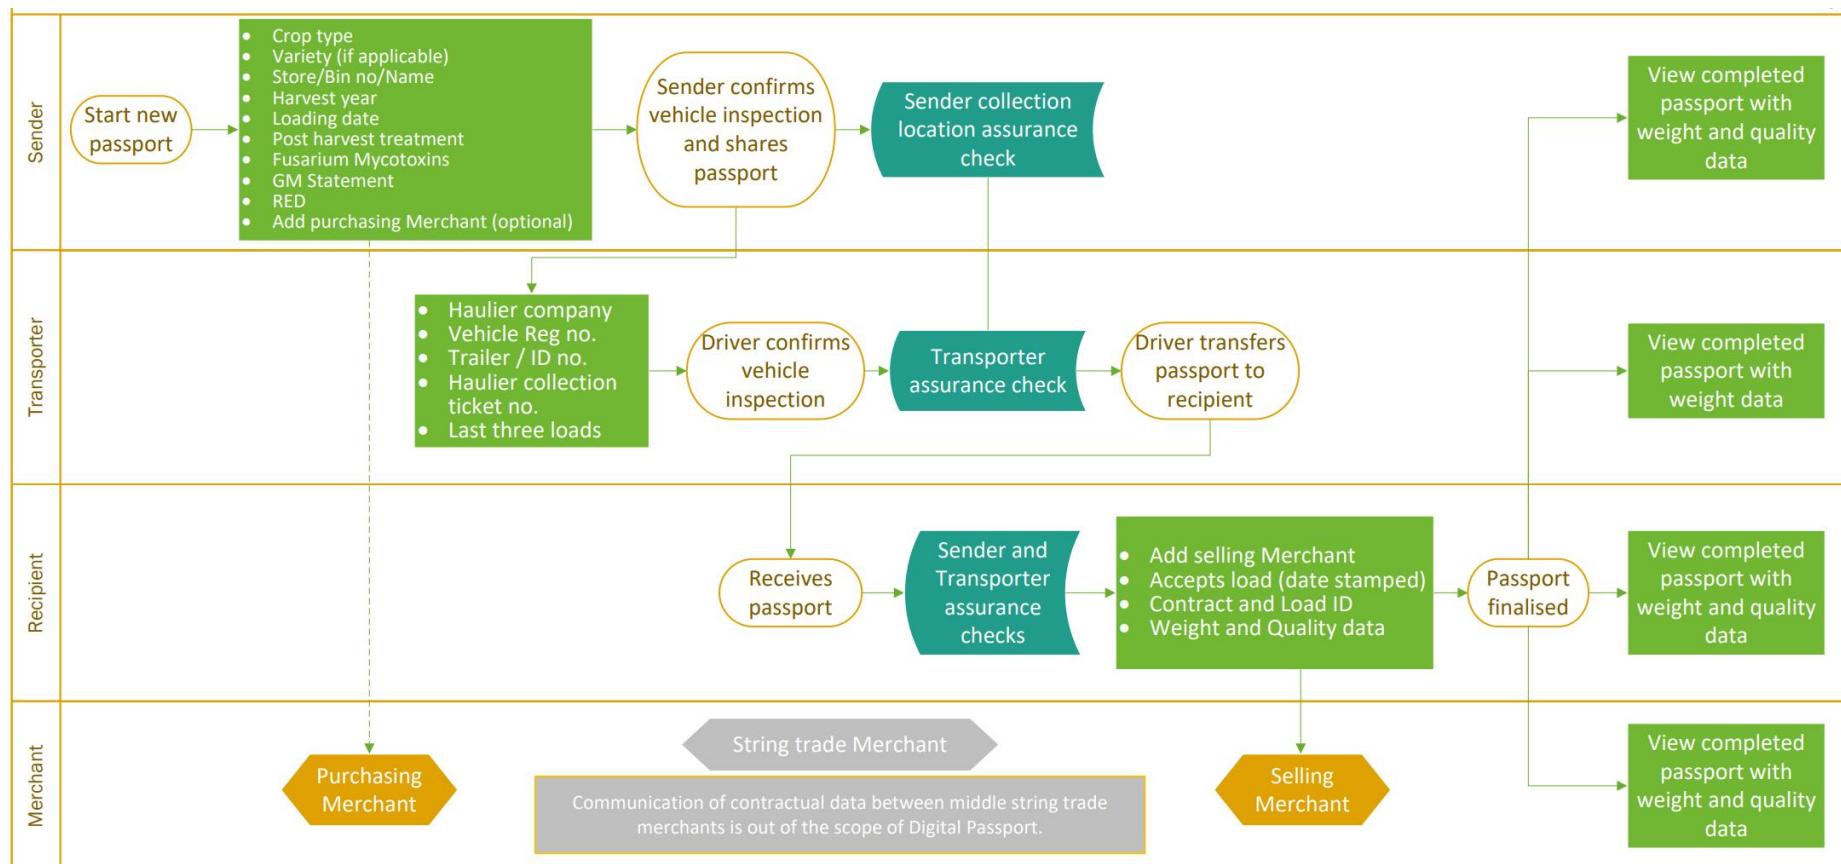 Sender
Start new
passport
• Crop type
• Variety (if applicable)
• Store/Bin no/Name
• Harvest year
• Loading date
• Post harvest treatment
• Fusarium Mycotoxins
• GM Statement
• RED
• Add purchasing Merchant (optional)
Sender confirms
vehicle inspection
and shares
passport
Sender collection
location assurance
check
View completed
passport with
weight and quality
data
Transporter
• Haulier company
• Vehicle Reg no.
• Trailer / ID no.
• Haulier collection
ticket no.
• Last three loads
Driver confirms
vehicle
inspection
Transporter
assurance check
Driver transfers
passport to
recipient
View completed
passport with
weight data
Recipient
Receives
passport
Sender and
Transporter
assurance
checks
• Add selling Merchant
• Accepts load (date stamped)
• Contract and Load ID
• Weight and Quality data
Passport
finalised
View completed
passport with
weight and quality
data
Merchant
Purchasing
Merchant
String trade Merchant
Communication of contractual data between middle string trade
merchants is out of the scope of Digital Passport.
Selling
Merchant
View completed
passport with
weight and quality
data